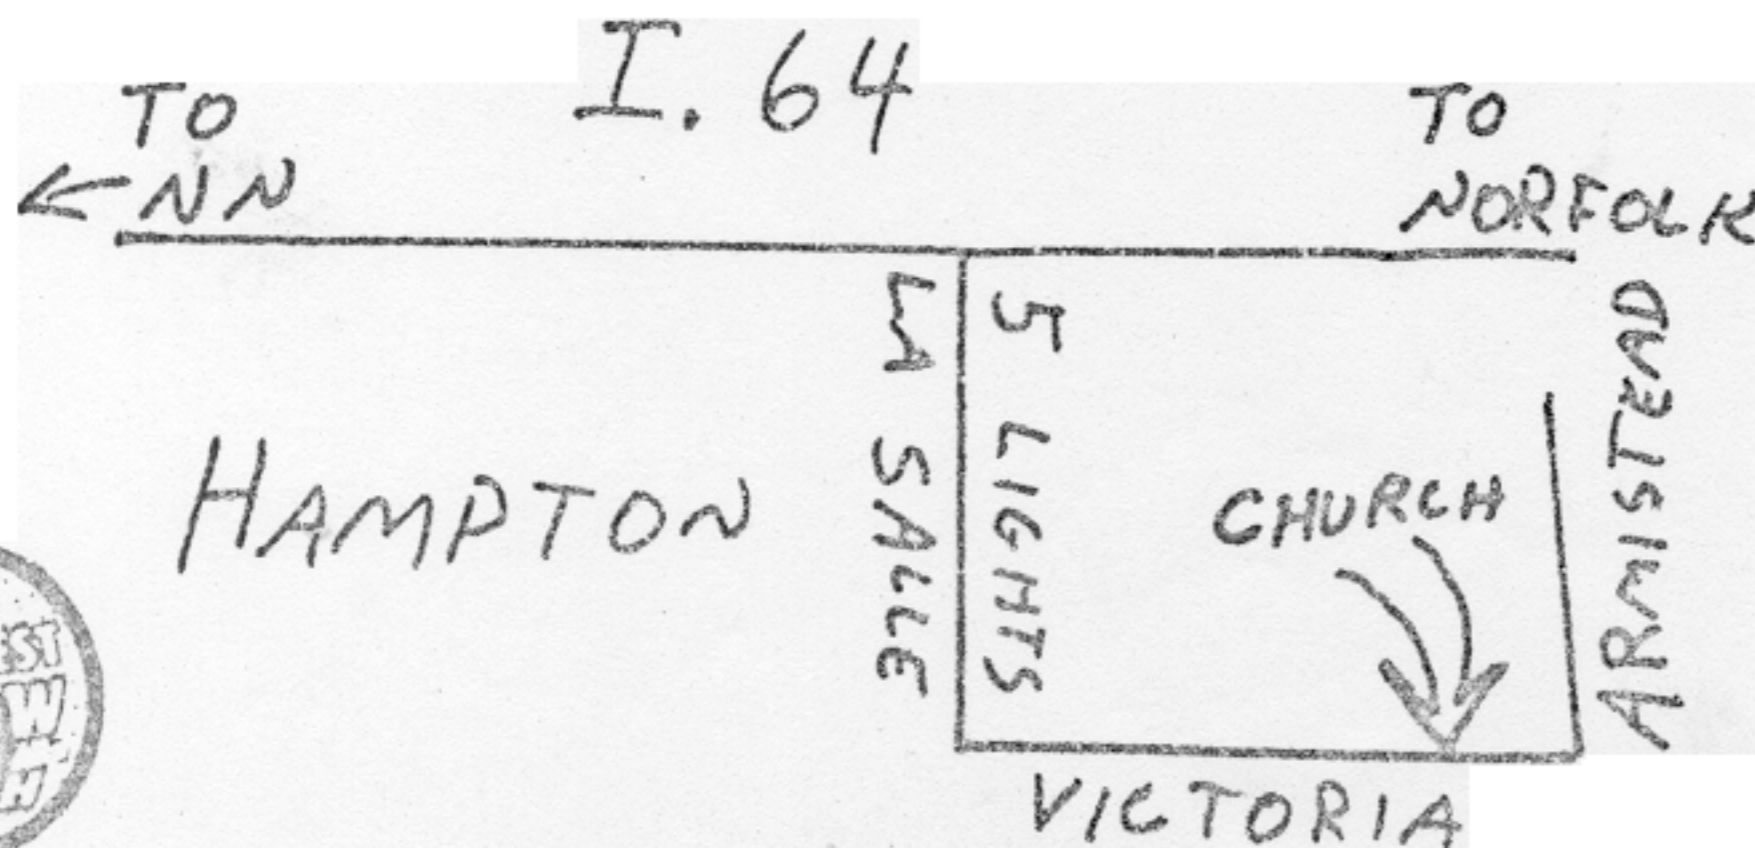 I. 64
TO
NN
TO
NORFOLK
LA SALLE
5 LIGHTS
ARMISTEAD
HAMPTON
CHURCH
VICTORIA